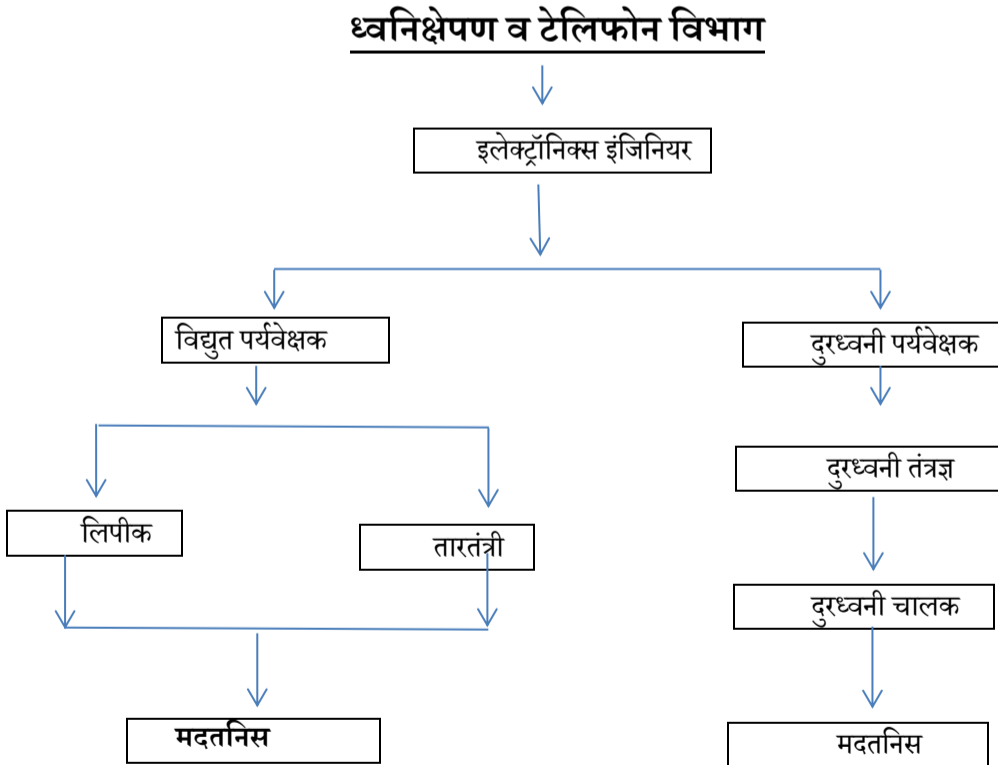 ध्वनिक्षेपण व टेलिफोन विभाग
इलेक्ट्रॉनिक्स इंजिनियर
विद्युत पर्यवेक्षक
दुरध्वनी पर्यवेक्षक
दुरध्वनी तंत्रज्ञ
लिपीक
तारतंत्री
दुरध्वनी चालक
मदतनिस
मदतनिस